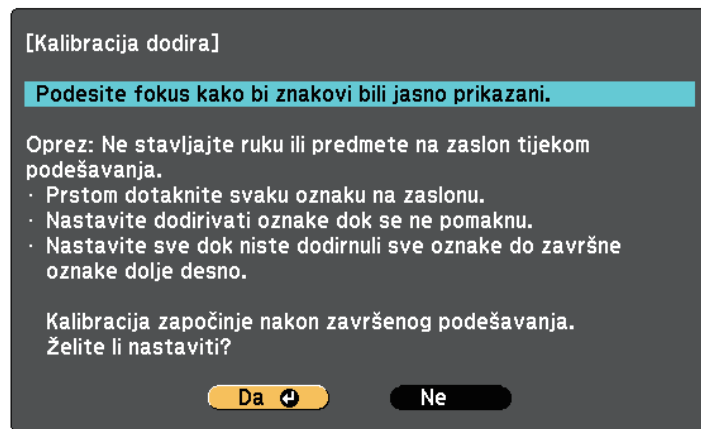 [Kalibracija dodira]
Podesite fokus kako bi znakovi bili jasno prikazani.
Oprez: Ne stavljajte ruku ili predmete na zaslon tijekom
podešavanja.
· Prstom dotaknite svaku oznaku na zaslonu.
· Nastavite dodirivati oznake dok se ne pomaknu.
· Nastavite sve dok niste dodirnuli sve oznake do završne
oznake dolje desno.
Kalibracija započinje nakon završenog podešavanja.
Želite li nastaviti?
Da Ne